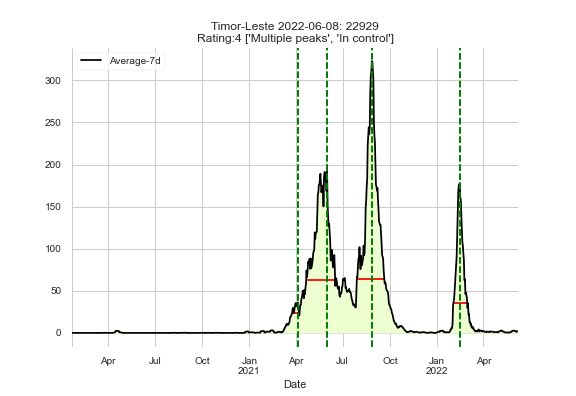 Timor-Leste 2022-06-08: 22929
Rating:4 ['Multiple peaks', 'In control']
Average-7d
300
250
200
150
100
50
0
Apr Jul Oct Jan Apr Jul Oct Jan Apr
2021 2022
Date